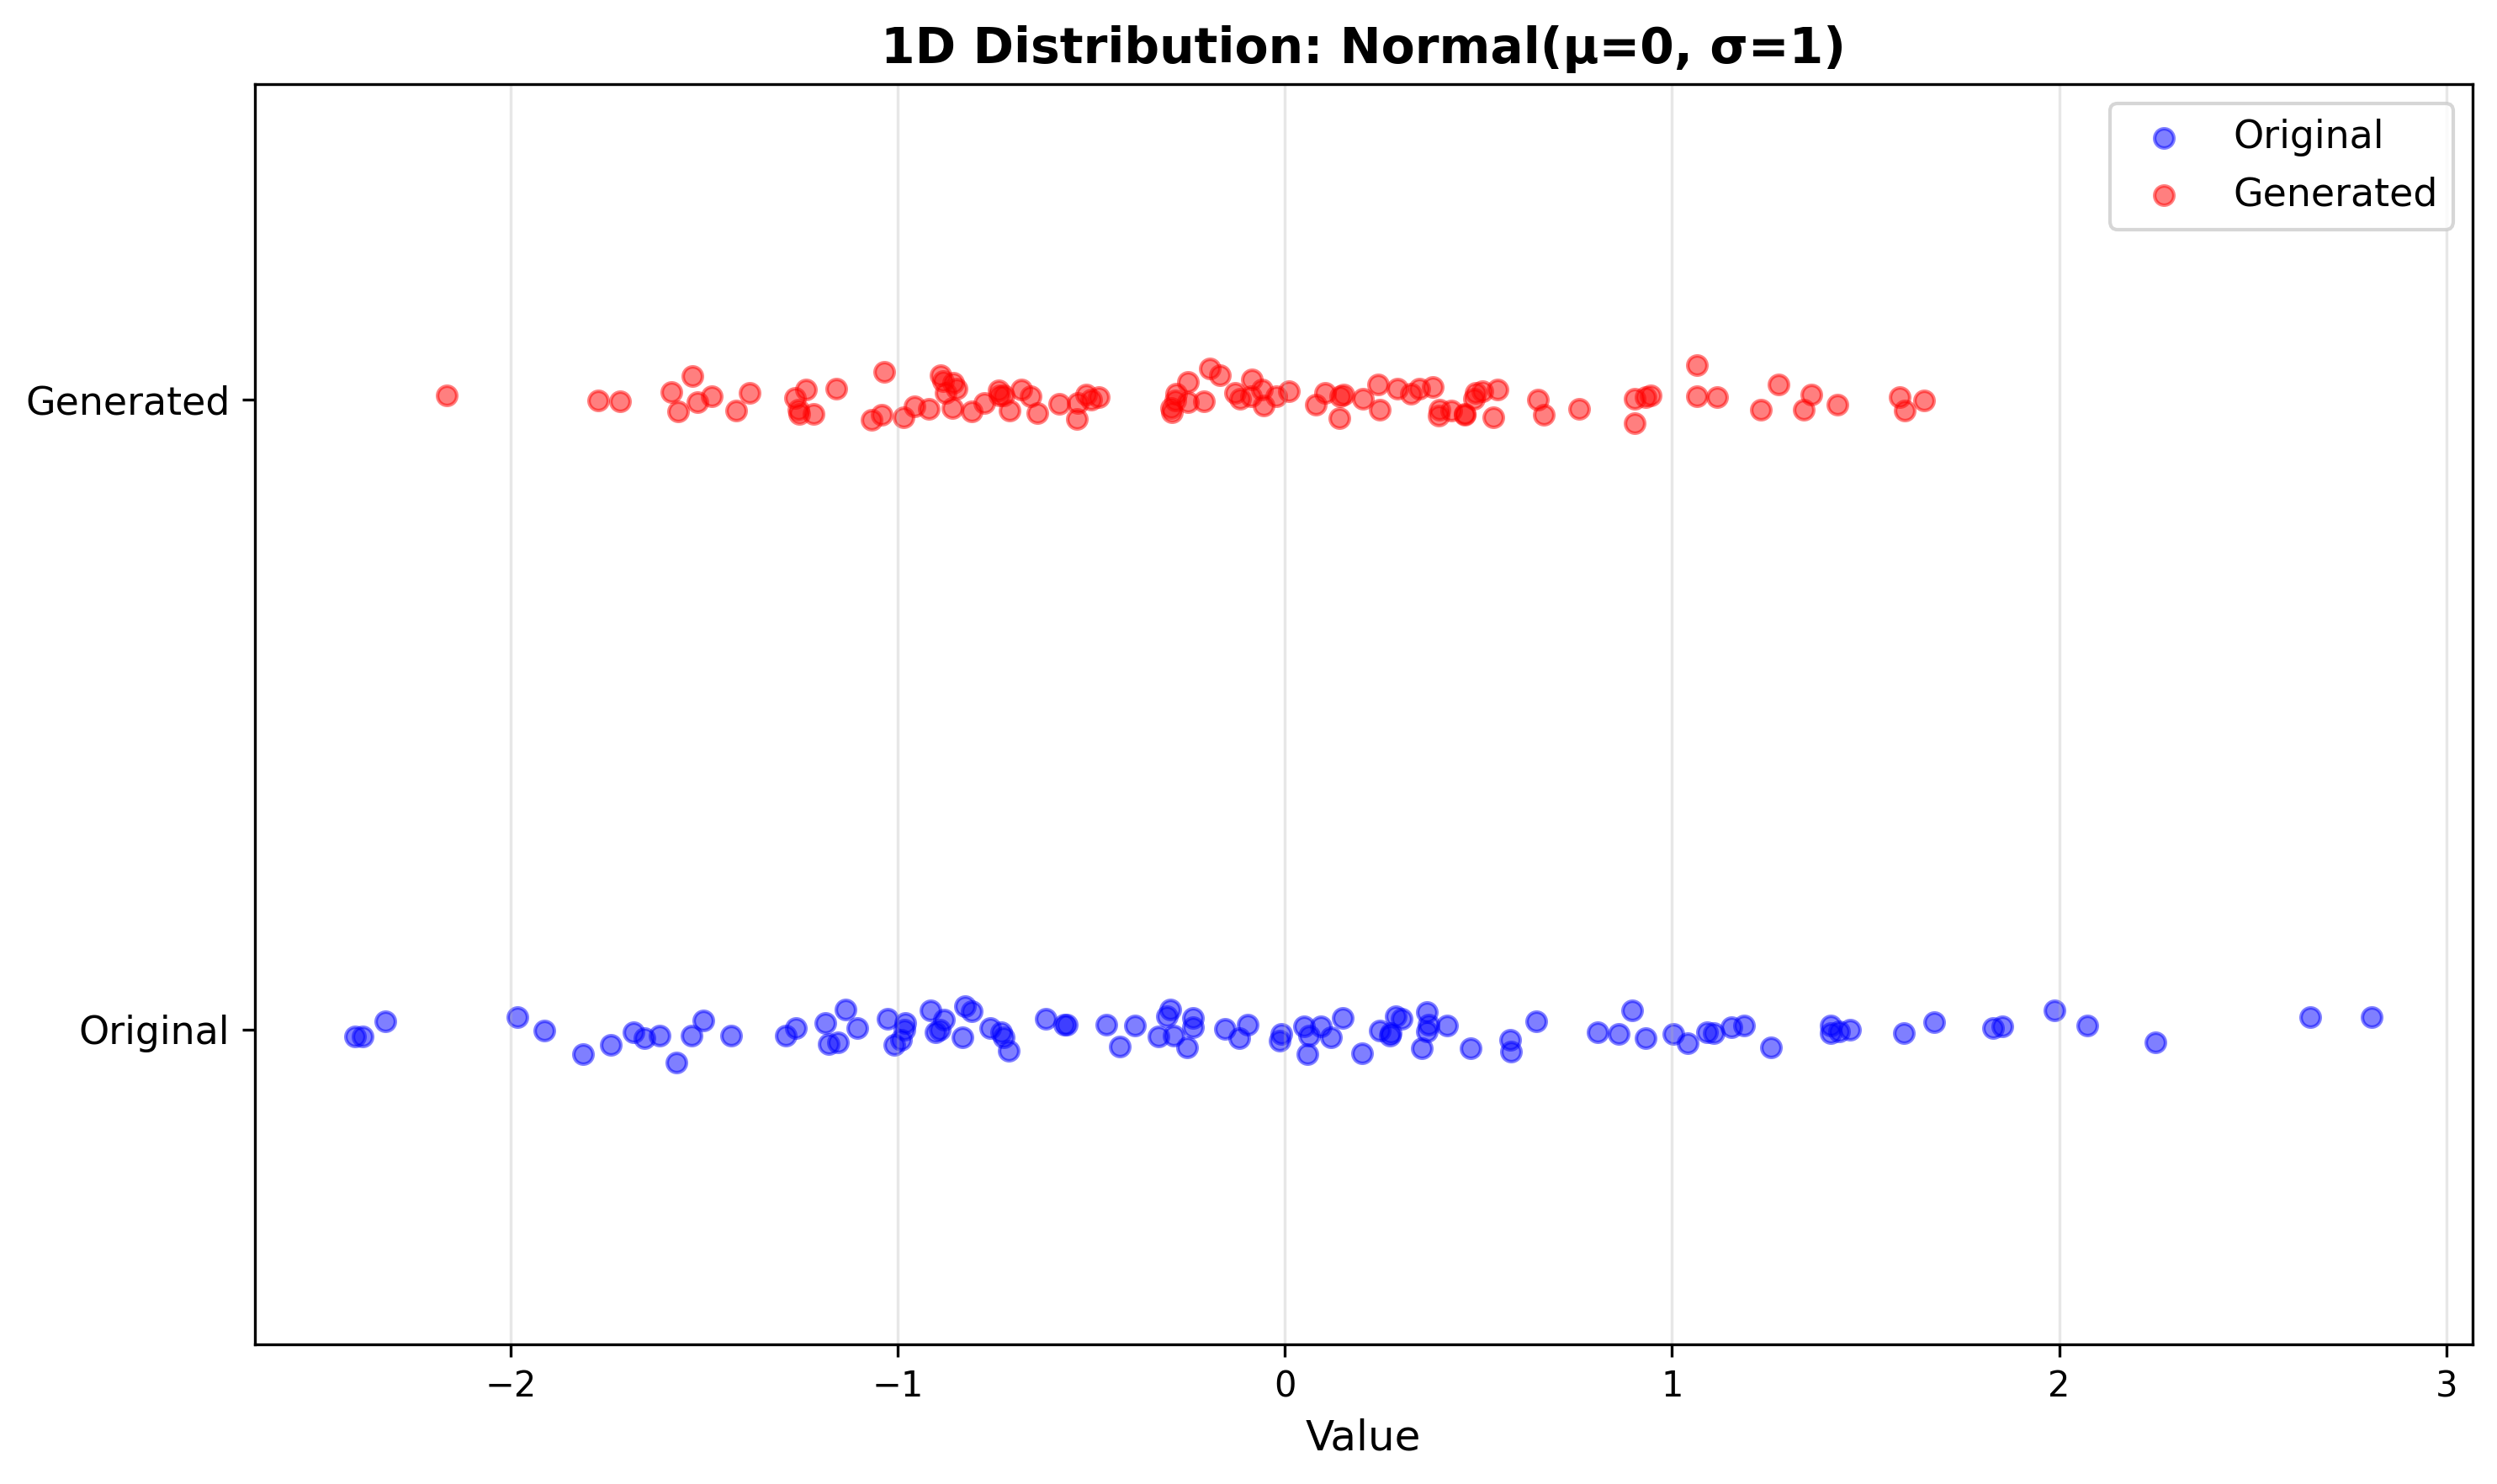 1D Distribution: Normal(μ=0, σ=1)
Original
Generated
Generated
Original
−2
−1
0
1
2
3
Value